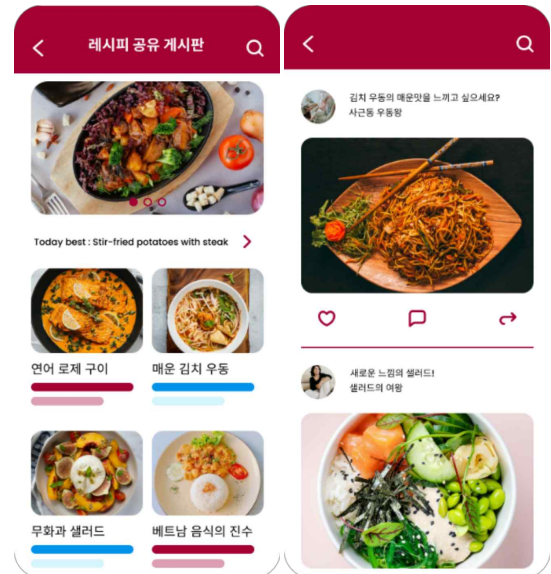 레시피 공유 게시판
Today best : Stir-fried potatoes with steak
연어 로제 구이
매운 김치 우동
무화과 샐러드
베트남 음식의 진수
김치 우동의 매운맛을 느끼고 싶으세요?
사근동 우동왕
새로운 느낌의 샐러드!
샐러드의 여왕